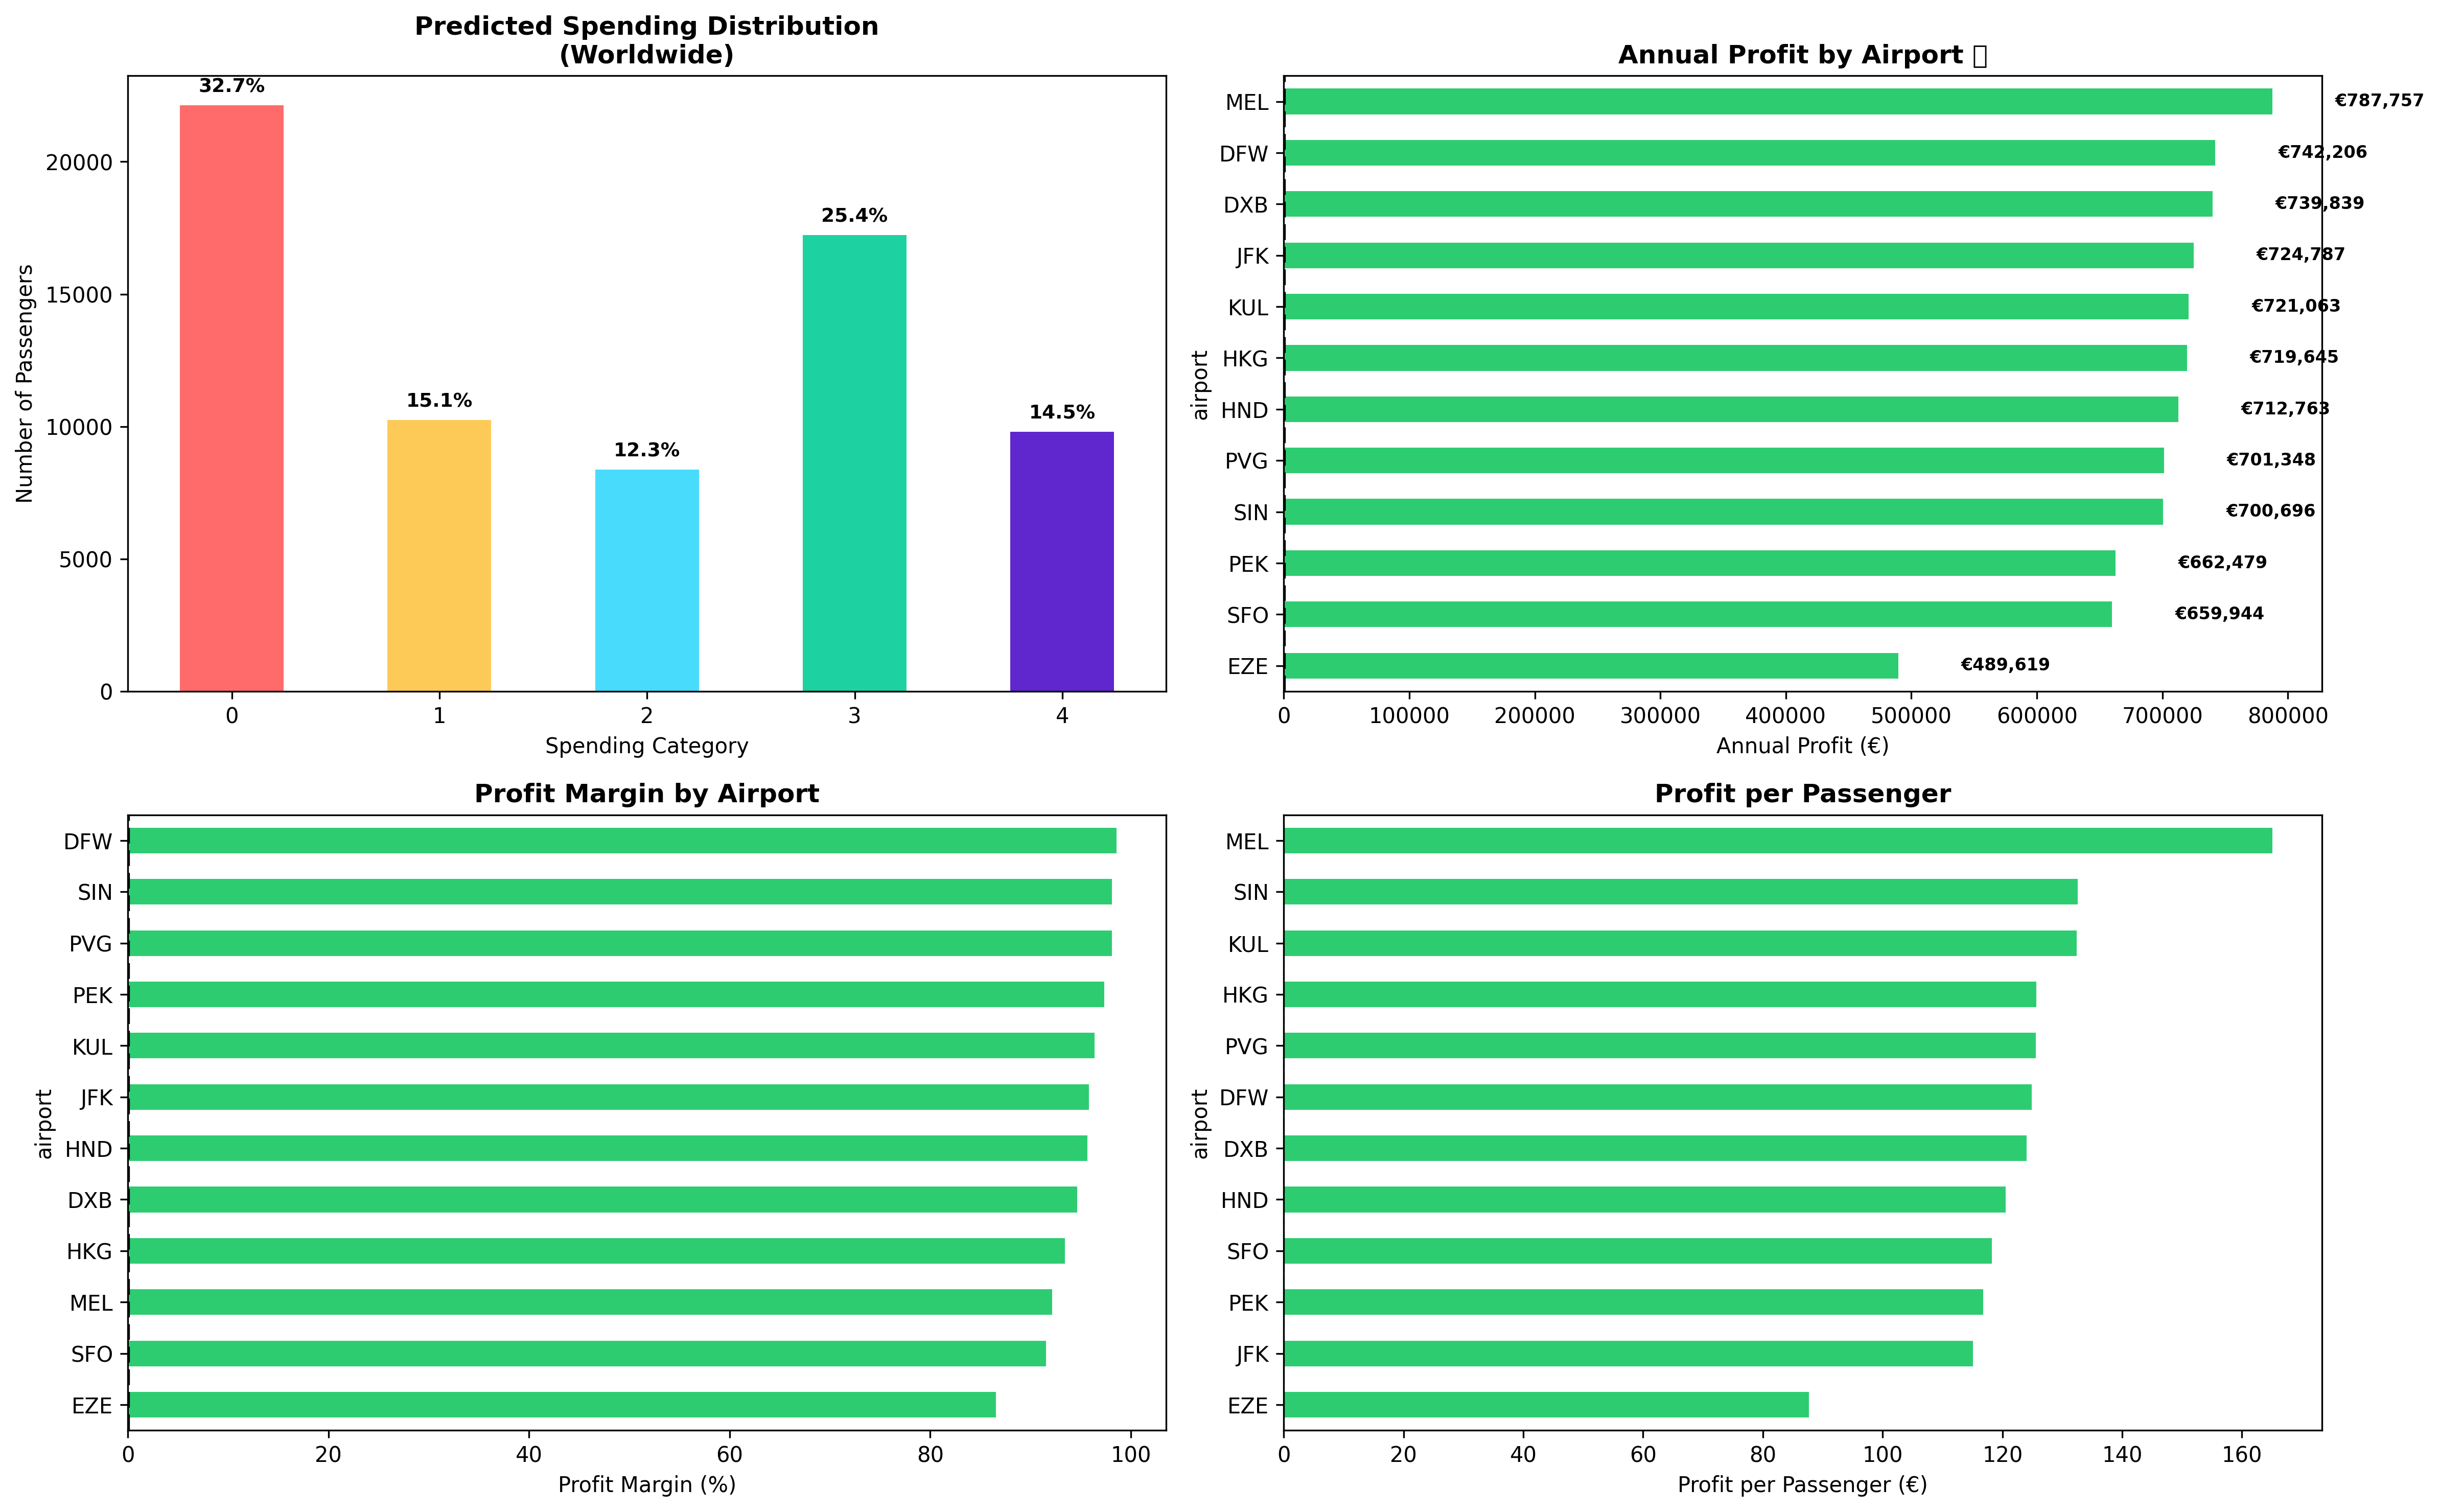 Predicted Spending Distribution
(Worldwide)
32.7%
15.1%
12.3%
25.4%
14.5%
20000
15000
10000
5000
0
Number of Passengers
0 1 2 3 4
Spending Category
Annual Profit by Airport
MEL €787,757
DFW €742,206
DXB €739,839
JFK €724,787
KUL €721,063
HKG €719,645
HND €712,763
PVG €701,348
SIN €700,696
PEK €662,479
SFO €659,944
EZE €489,619
airport
0 100000 200000 300000 400000 500000 600000 700000 800000
Annual Profit (€)
Profit Margin by Airport
DFW
SIN
PVG
PEK
KUL
JFK
HND
DXB
HKG
MEL
SFO
EZE
airport
0 20 40 60 80 100
Profit Margin (%)
Profit per Passenger
MEL
SIN
KUL
HKG
PVG
DFW
DXB
HND
SFO
PEK
JFK
EZE
airport
0 20 40 60 80 100 120 140 160
Profit per Passenger (€)